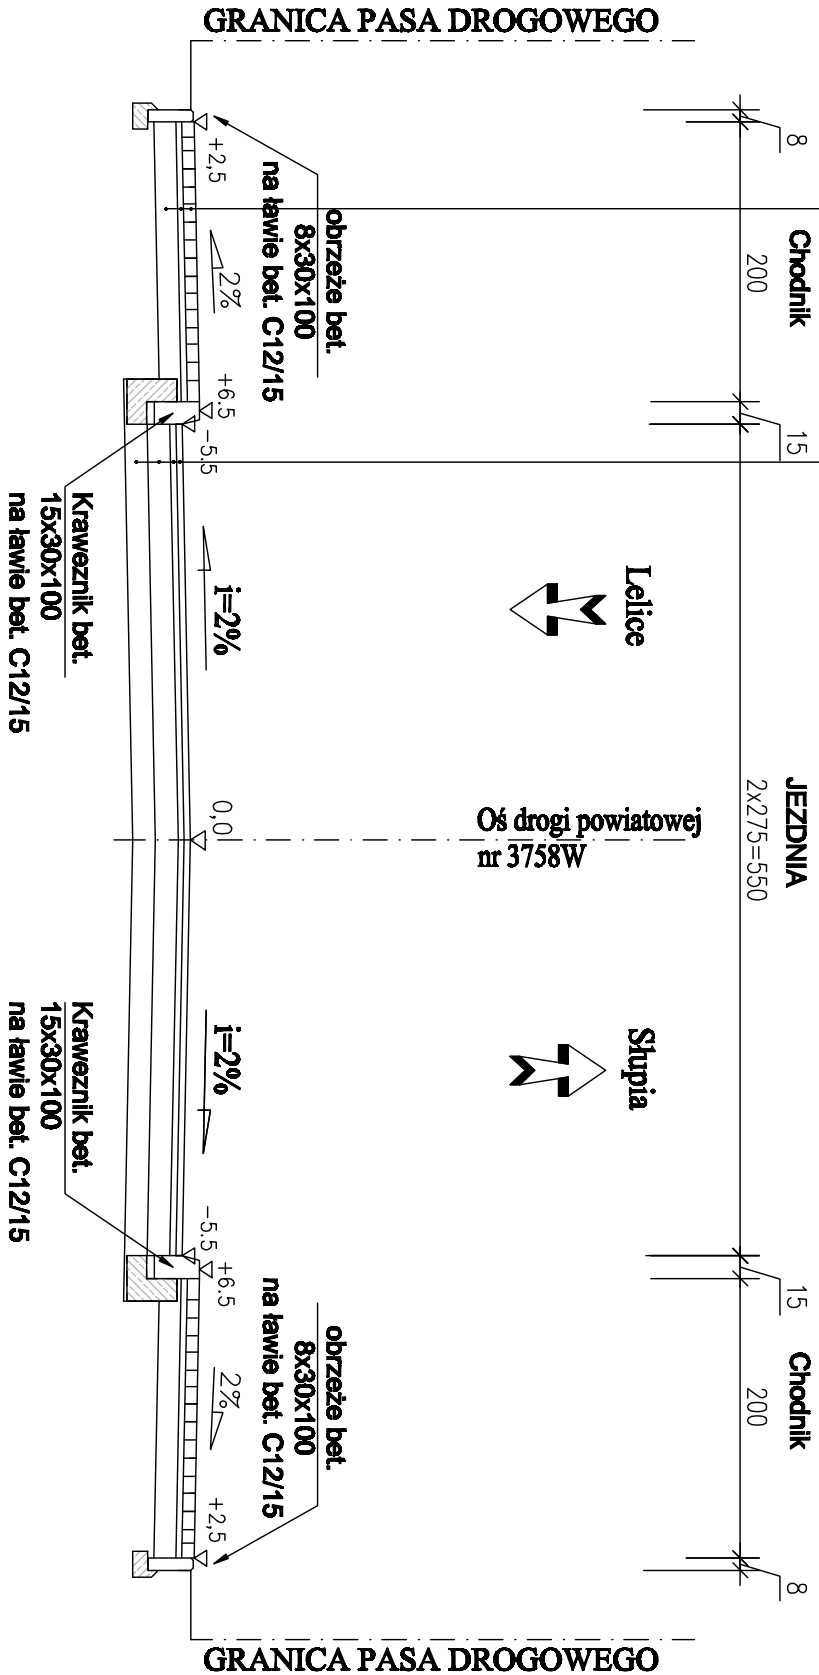 GRANICA PASA DROGOWEGO
8
Chodnik
200
15
JEZDNIA
2x275=550
15
Chodnik
200
8
Lelice
Słupia
Oś drogi powiatowej
nr 3758W
obrzeże bet.
8x30x100
na ławie bet. C12/15
obrzeże bet.
8x30x100
na ławie bet. C12/15
+2,5
2%
+6.5
-5.5
i=2%
0,0
i=2%
-5.5
+6.5
2%
+2,5
Kraweznik bet.
15x30x100
na ławie bet. C12/15
Kraweznik bet.
15x30x100
na ławie bet. C12/15
GRANICA PASA DROGOWEGO